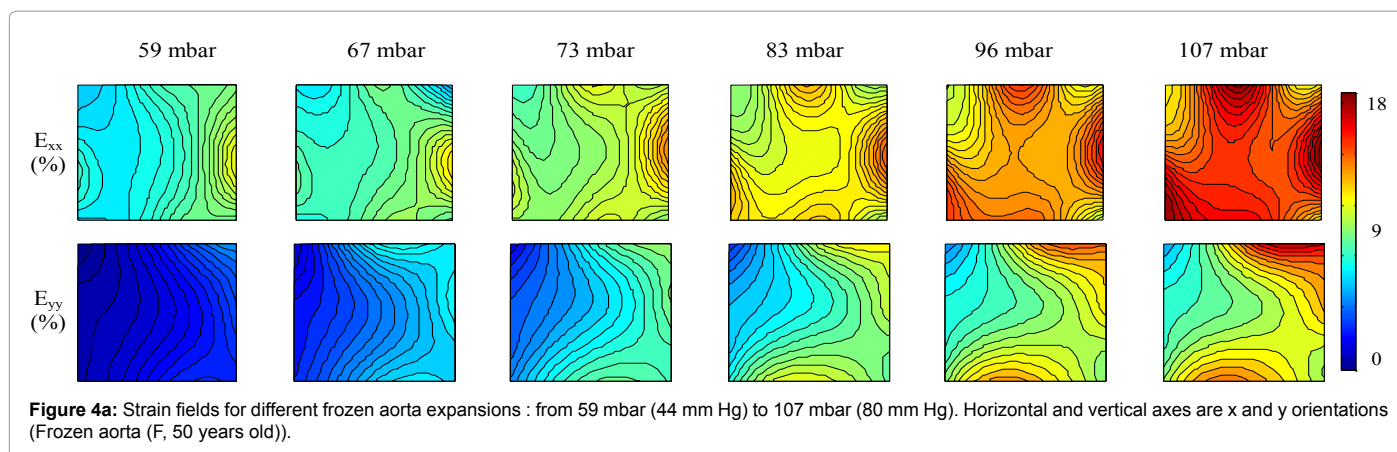 59 mbar 67 mbar 73 mbar 83 mbar 96 mbar 107 mbar
Exx
(%)
18
9
0
Eyy
(%)
Figure 4a: Strain fields for different frozen aorta expansions : from 59 mbar (44 mm Hg) to 107 mbar (80 mm Hg). Horizontal and vertical axes are x and y orientations
(Frozen aorta (F, 50 years old)).